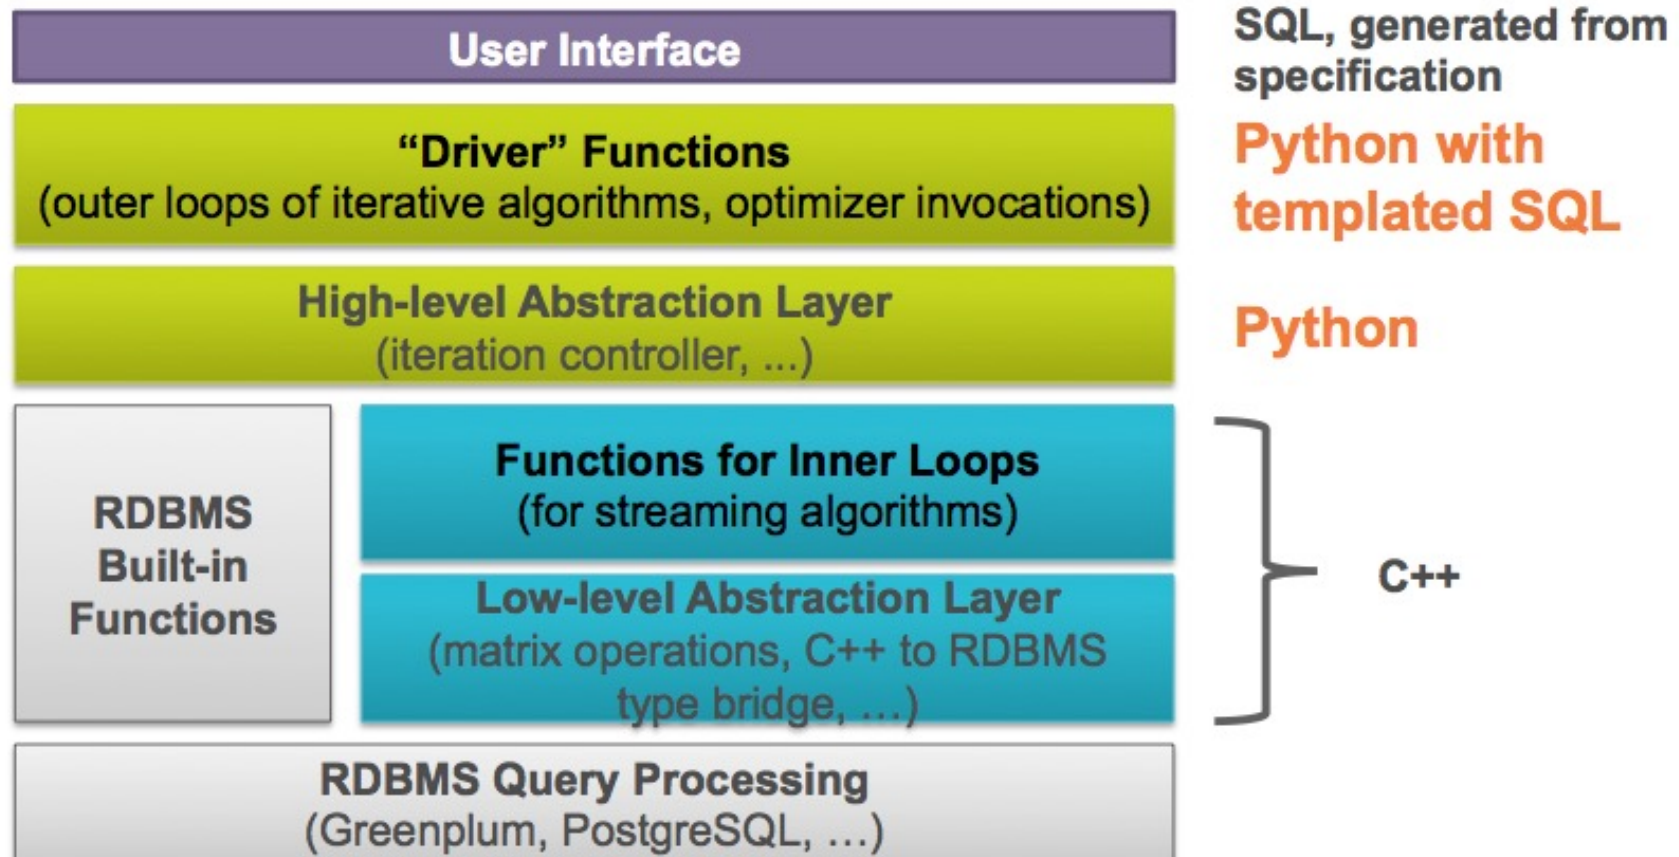 User Interface
SQL, generated from
specification
“Driver” Functions
(outer loops of iterative algorithms, optimizer invocations)
Python with
templated SQL
High-level Abstraction Layer
(iteration controller, ...)
Python
RDBMS
Built-in
Functions
Functions for Inner Loops
(for streaming algorithms)
Low-level Abstraction Layer
(matrix operations, C++ to RDBMS
type bridge, …)
C++
RDBMS Query Processing
(Greenplum, PostgreSQL, …)